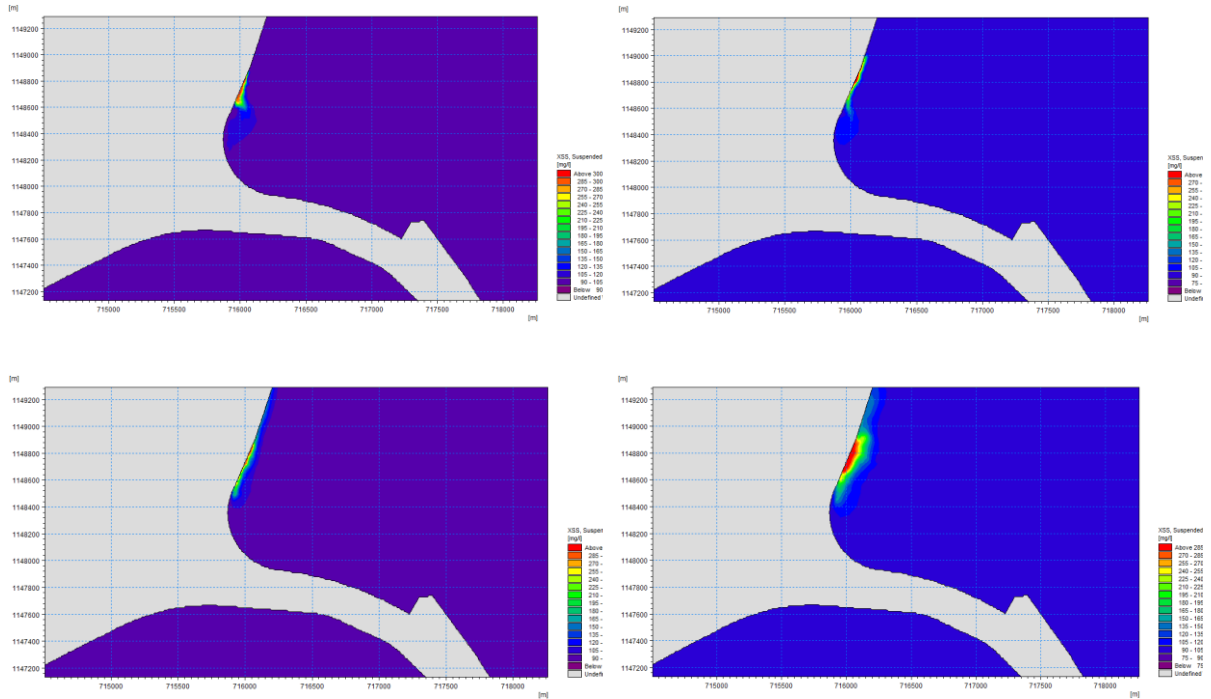 [m]
1149200
1149000
1148800
1148600
1148400
1148200
1148000
1147800
1147600
1147400
1147200
715000
715500
716000
716500
717000
717500
718000
[m]
XSS, Suspended
[mg/l]
Above 300
285 - 300
270 - 285
255 - 270
240 - 255
225 - 240
210 - 225
195 - 210
180 - 195
165 - 180
150 - 165
135 - 150
120 - 135
105 - 120
90 - 105
Below 90
Undefined
[m]
1149200
1149000
1148800
1148600
1148400
1148200
1148000
1147800
1147600
1147400
1147200
715000
715500
716000
716500
717000
717500
718000
[m]
XSS, Suspended
[mg/l]
Above
270 -
255 -
240 -
225 -
210 -
195 -
180 -
165 -
150 -
135 -
120 -
105 -
90 -
75 -
Below
Undefined
[m]
1149200
1149000
1148800
1148600
1148400
1148200
1148000
1147800
1147600
1147400
1147200
715000
715500
716000
716500
717000
717500
718000
[m]
XSS, Suspended
[mg/l]
Above
285 -
270 -
255 -
240 -
225 -
210 -
195 -
180 -
165 -
150 -
135 -
120 -
105 -
90 -
Below
Undefined
[m]
1149200
1149000
1148800
1148600
1148400
1148200
1148000
1147800
1147600
1147400
1147200
715000
715500
716000
716500
717000
717500
718000
[m]
XSS, Suspended
[mg/l]
Above 285
270 - 285
255 - 270
240 - 255
225 - 240
210 - 225
195 - 210
180 - 195
165 - 180
150 - 165
135 - 150
120 - 135
105 - 120
90 - 105
75 - 90
Below 75
Undefined